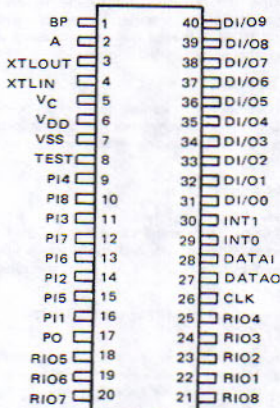 BP 1 40 DI/O9
A 2 39 DI/O8
XTLOUT 3 38 DI/O7
XTLIN 4 37 DI/O6
VC 5 36 DI/O5
VDD 6 35 DI/O4
VSS 7 34 DI/O3
TEST 8 33 DI/O2
PI4 9 32 DI/O1
PI8 10 31 DI/O0
PI3 11 30 INT1
PI7 12 29 INT0
PI6 13 28 DATAI
PI2 14 27 DATAO
PI5 15 26 CLK
PI1 16 25 RIO4
PO 17 24 RIO3
RIO5 18 23 RIO2
RIO6 19 22 RIO1
RIO7 20 21 RIO8